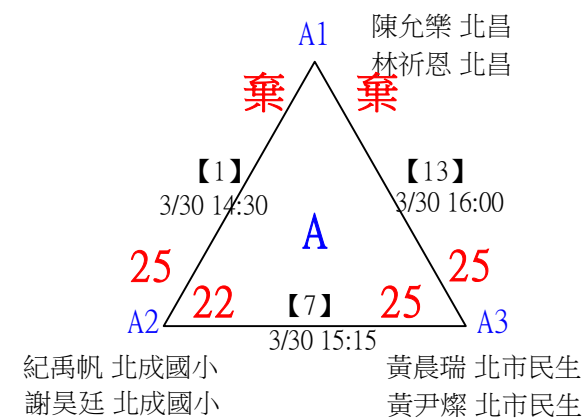 A1
陳允樂 北昌
林祈恩 北昌
棄 棄
【1】
3/30 14:30
【13】
3/30 16:00
A
25
22
【7】
3/30 15:15
25
25
A2
A3
紀禹帆 北成國小
謝昊廷 北成國小
黃晨瑞 北市民生
黃尹燦 北市民生